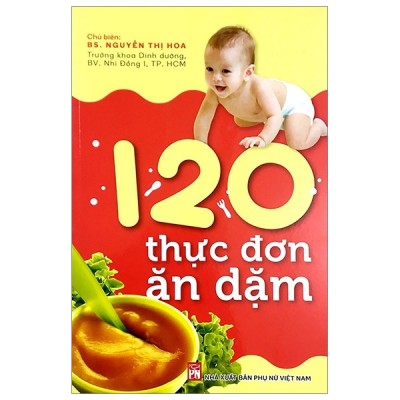 Chủ biên:
BS. NGUYỄN THỊ HOA
Trưởng khoa Dinh dưỡng,
BV. Nhi Đồng I, TP. HCM
120
thực đơn
ăn dặm
PN
NHÀ XUẤT BẢN PHỤ NỮ VIỆT NAM